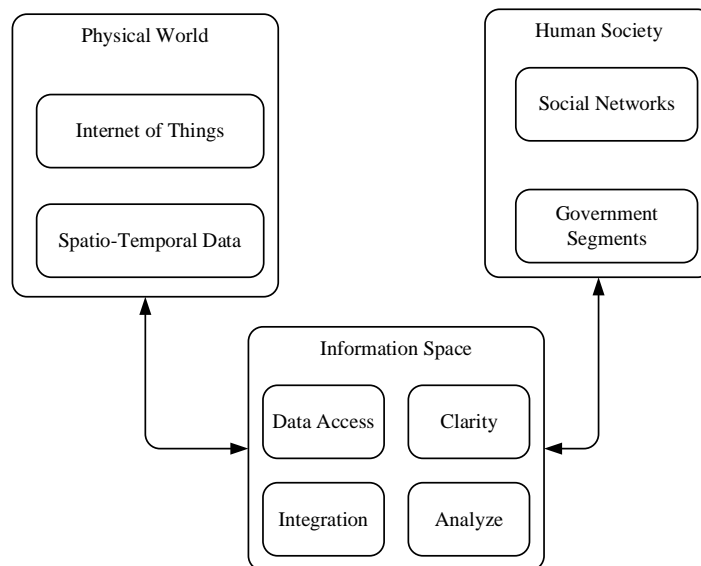 Physical World
Internet of Things
Spatio-Temporal Data
Human Society
Social Networks
Government
Segments
Information Space
Data Access
Clarity
Integration
Analyze